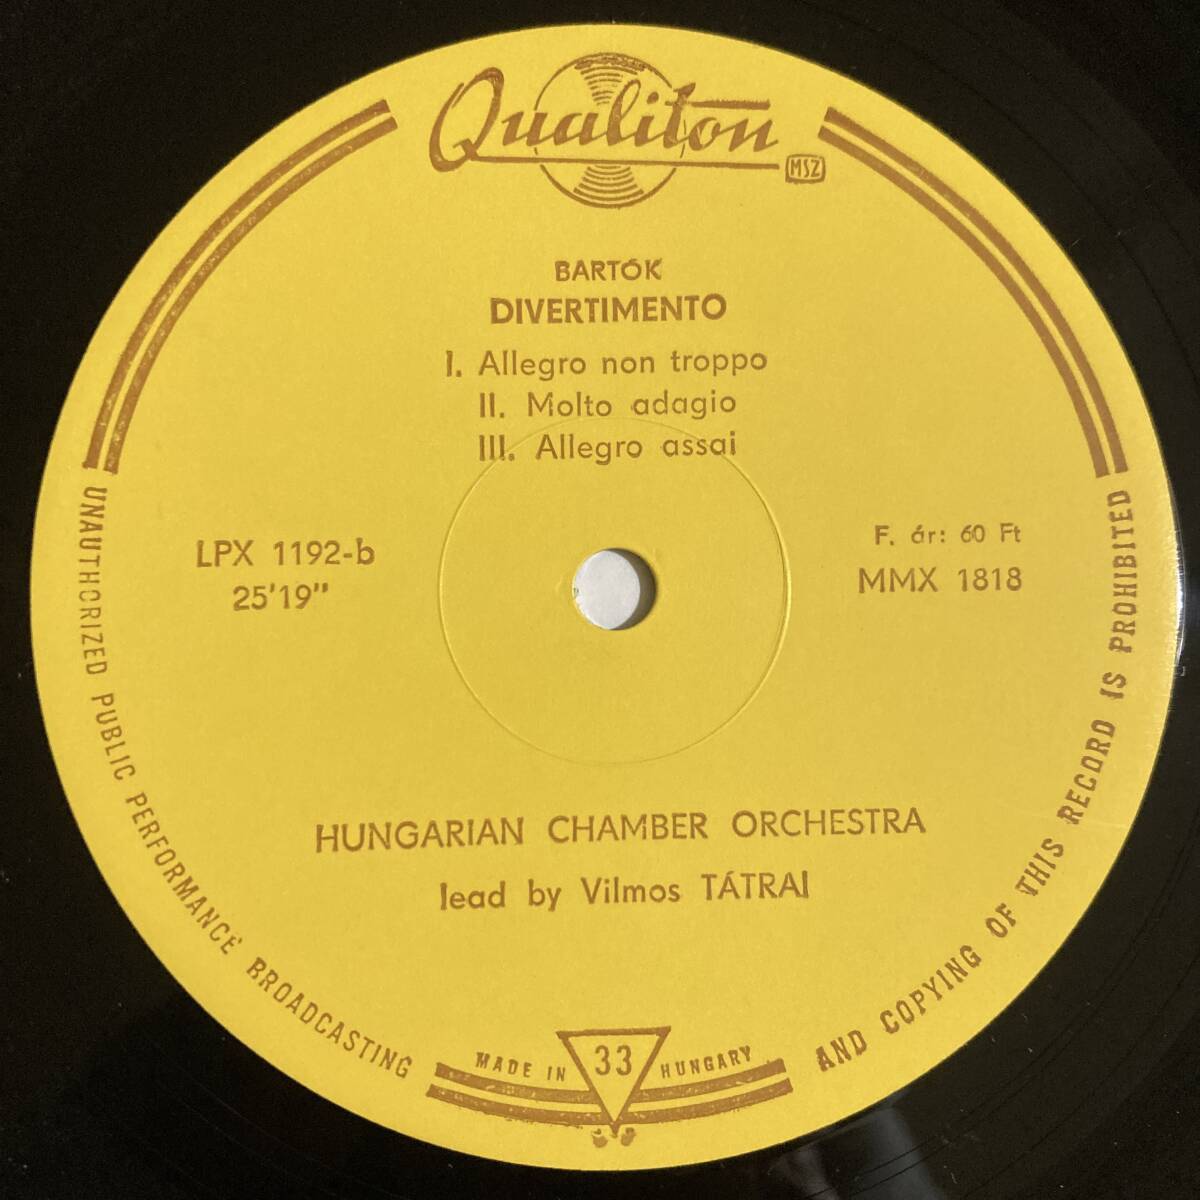 Qualiton
MSZ
BARTÓK
DIVERTIMENTO
I. Allegro non troppo
II. Molto adagio
III. Allegro assai
LPX 1192-b
25'19"
F. ár: 60 Ft
MMX 1818
HUNGARIAN CHAMBER ORCHESTRA
lead by Vilmos TÁTRAI
UNAUTHORIZED PUBLIC PERFORMANCE BROADCASTING
AND COPYING OF THIS RECORD IS PROHIBITED
MADE IN 33 HUNGARY